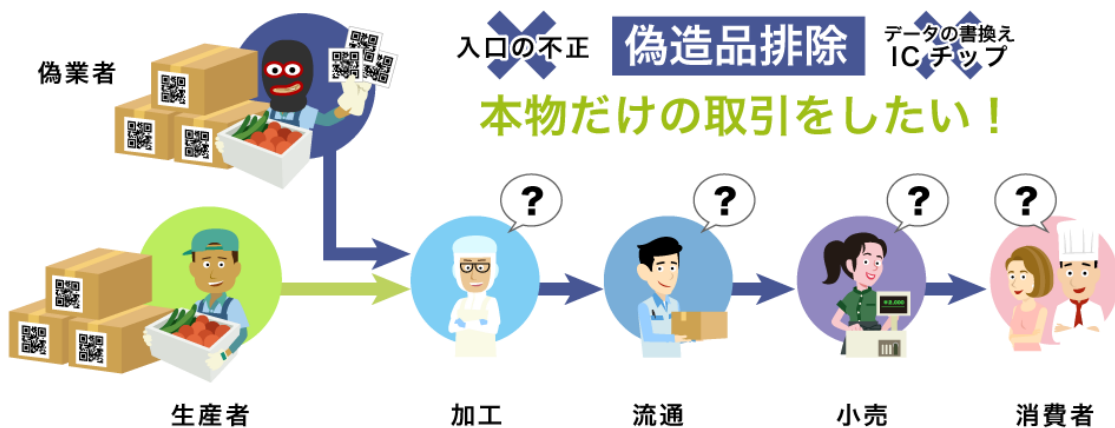 偽業者
入口の不正
偽造品排除
データの書換え
ICチップ
本物だけの取引をしたい！
?
?
?
?
¥2,000
生産者
加工
流通
小売
消費者